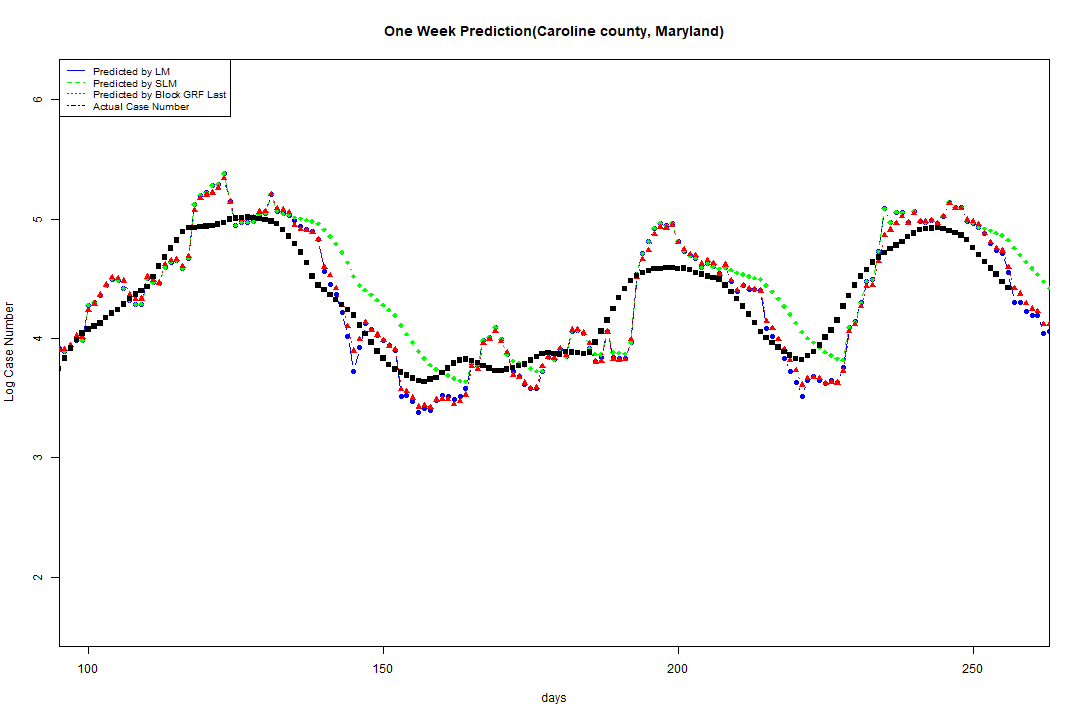 One Week Prediction(Caroline county, Maryland)
Predicted by LM
Predicted by SLM
Predicted by Block GRF Last
Actual Case Number
6
5
4
3
2
Log Case Number
100 150 200 250
days